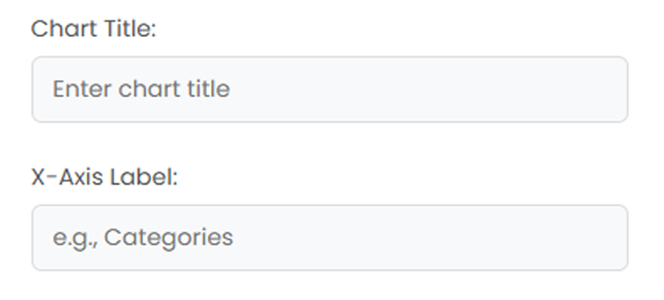 Chart Title:
Enter chart title
X-Axis Label:
e.g., Categories